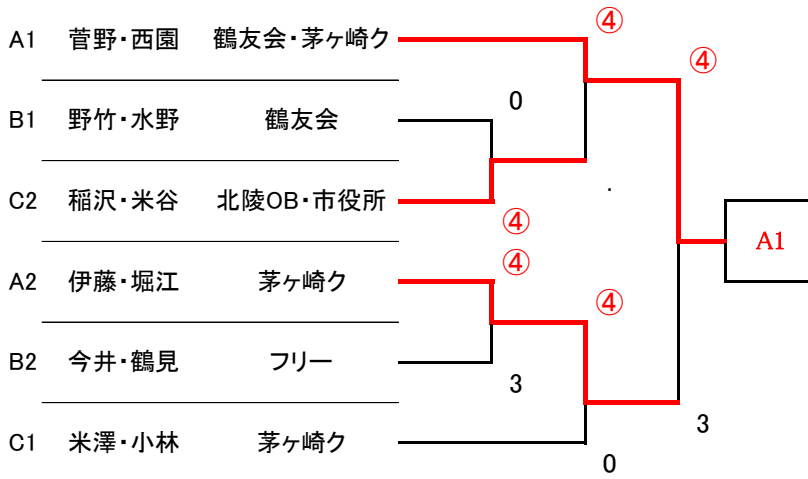 ④
A1 菅野・西園 鶴友会・茅ヶ崎ク
④
0
B1 野竹・水野 鶴友会
C2 稲沢・米谷 北陵OB・市役所
④
A1
④
A2 伊藤・堀江 茅ヶ崎ク
④
B2 今井・鶴見 フリー
3
3
C1 米澤・小林 茅ヶ崎ク
0